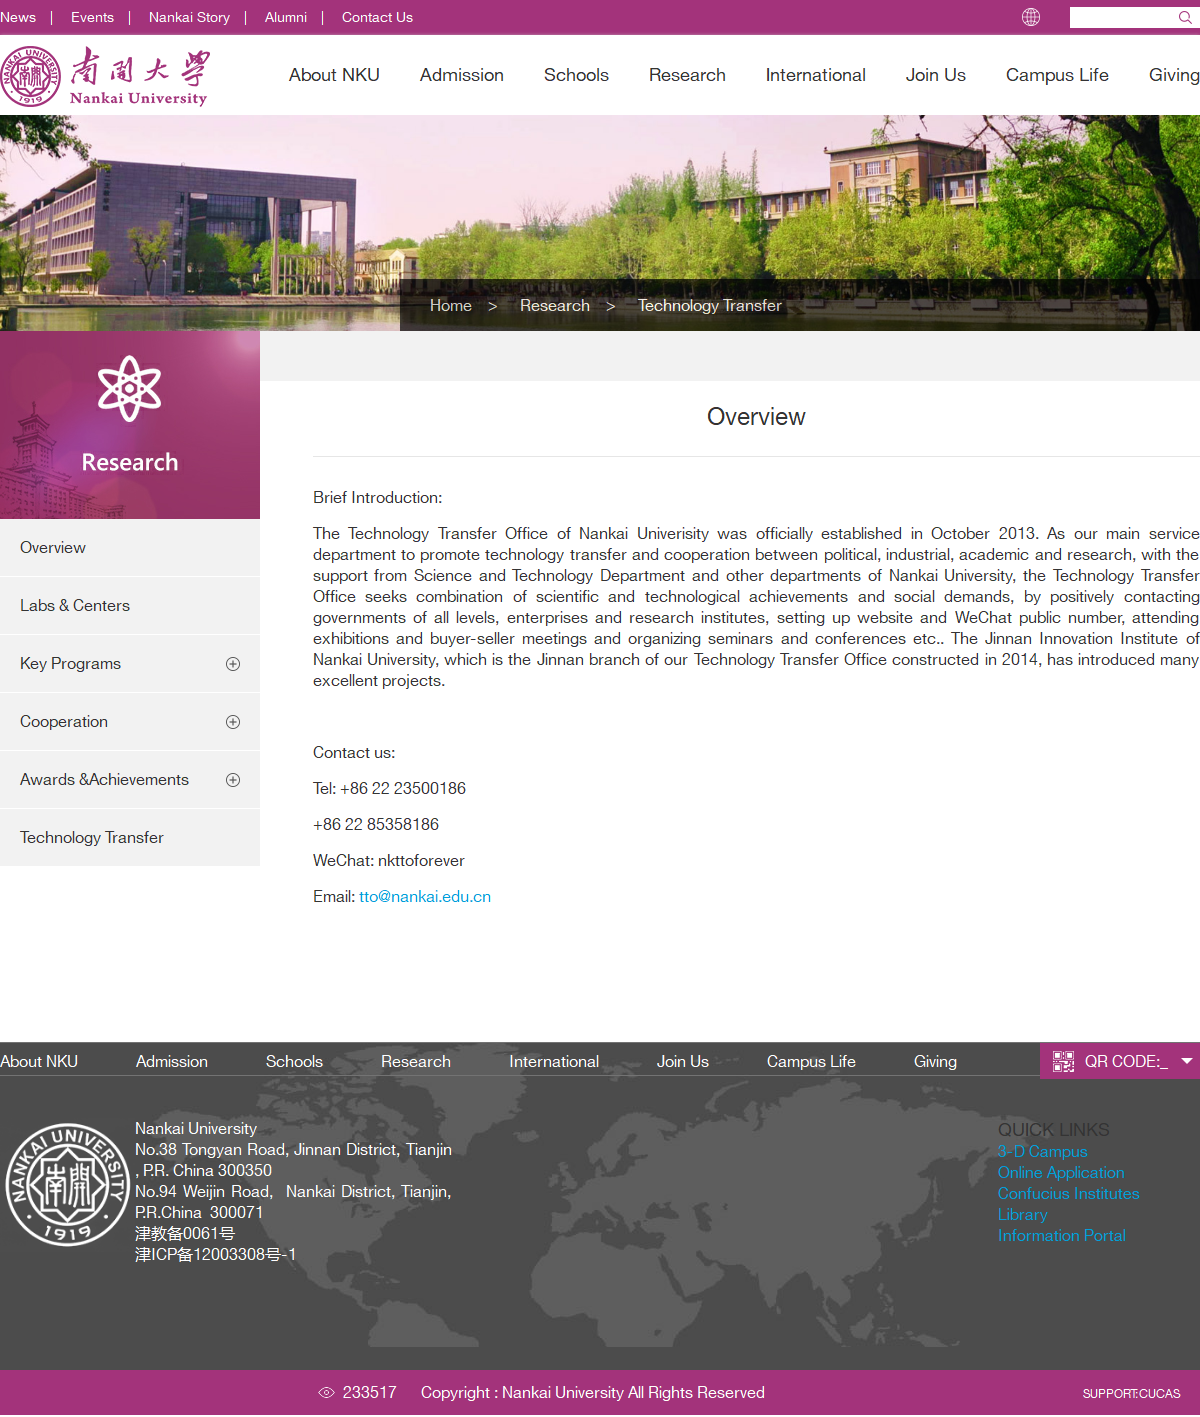 News | Events | Nankai Story | Alumni | Contact Us
NANKAI UNIVERSITY
南開
1919
南開大學
Nankai University
About NKU Admission Schools Research International Join Us Campus Life Giving
Home > Research > Technology Transfer
Research
Overview
Labs & Centers
Key Programs
Cooperation
Awards &Achievements
Technology Transfer
Overview
Brief Introduction:
The Technology Transfer Office of Nankai Univerisity was officially established in October 2013. As our main service
department to promote technology transfer and cooperation between political, industrial, academic and research, with the
support from Science and Technology Department and other departments of Nankai University, the Technology Transfer
Office seeks combination of scientific and technological achievements and social demands, by positively contacting
governments of all levels, enterprises and research institutes, setting up website and WeChat public number, attending
exhibitions and buyer-seller meetings and organizing seminars and conferences etc.. The Jinnan Innovation Institute of
Nankai University, which is the Jinnan branch of our Technology Transfer Office constructed in 2014, has introduced many
excellent projects.
Contact us:
Tel: +86 22 23500186
+86 22 85358186
WeChat: nkttoforever
Email: tto@nankai.edu.cn
About NKU Admission Schools Research International Join Us Campus Life Giving
QR CODE:_
NANKAI UNIVERSITY
南開
1919
Nankai University
No.38 Tongyan Road, Jinnan District, Tianjin
, P.R. China 300350
No.94 Weijin Road, Nankai District, Tianjin,
P.R.China 300071
津教备0061号
津ICP备12003308号-1
QUICK LINKS
3-D Campus
Online Application
Confucius Institutes
Library
Information Portal
233517 Copyright : Nankai University All Rights Reserved
SUPPORT:CUCAS